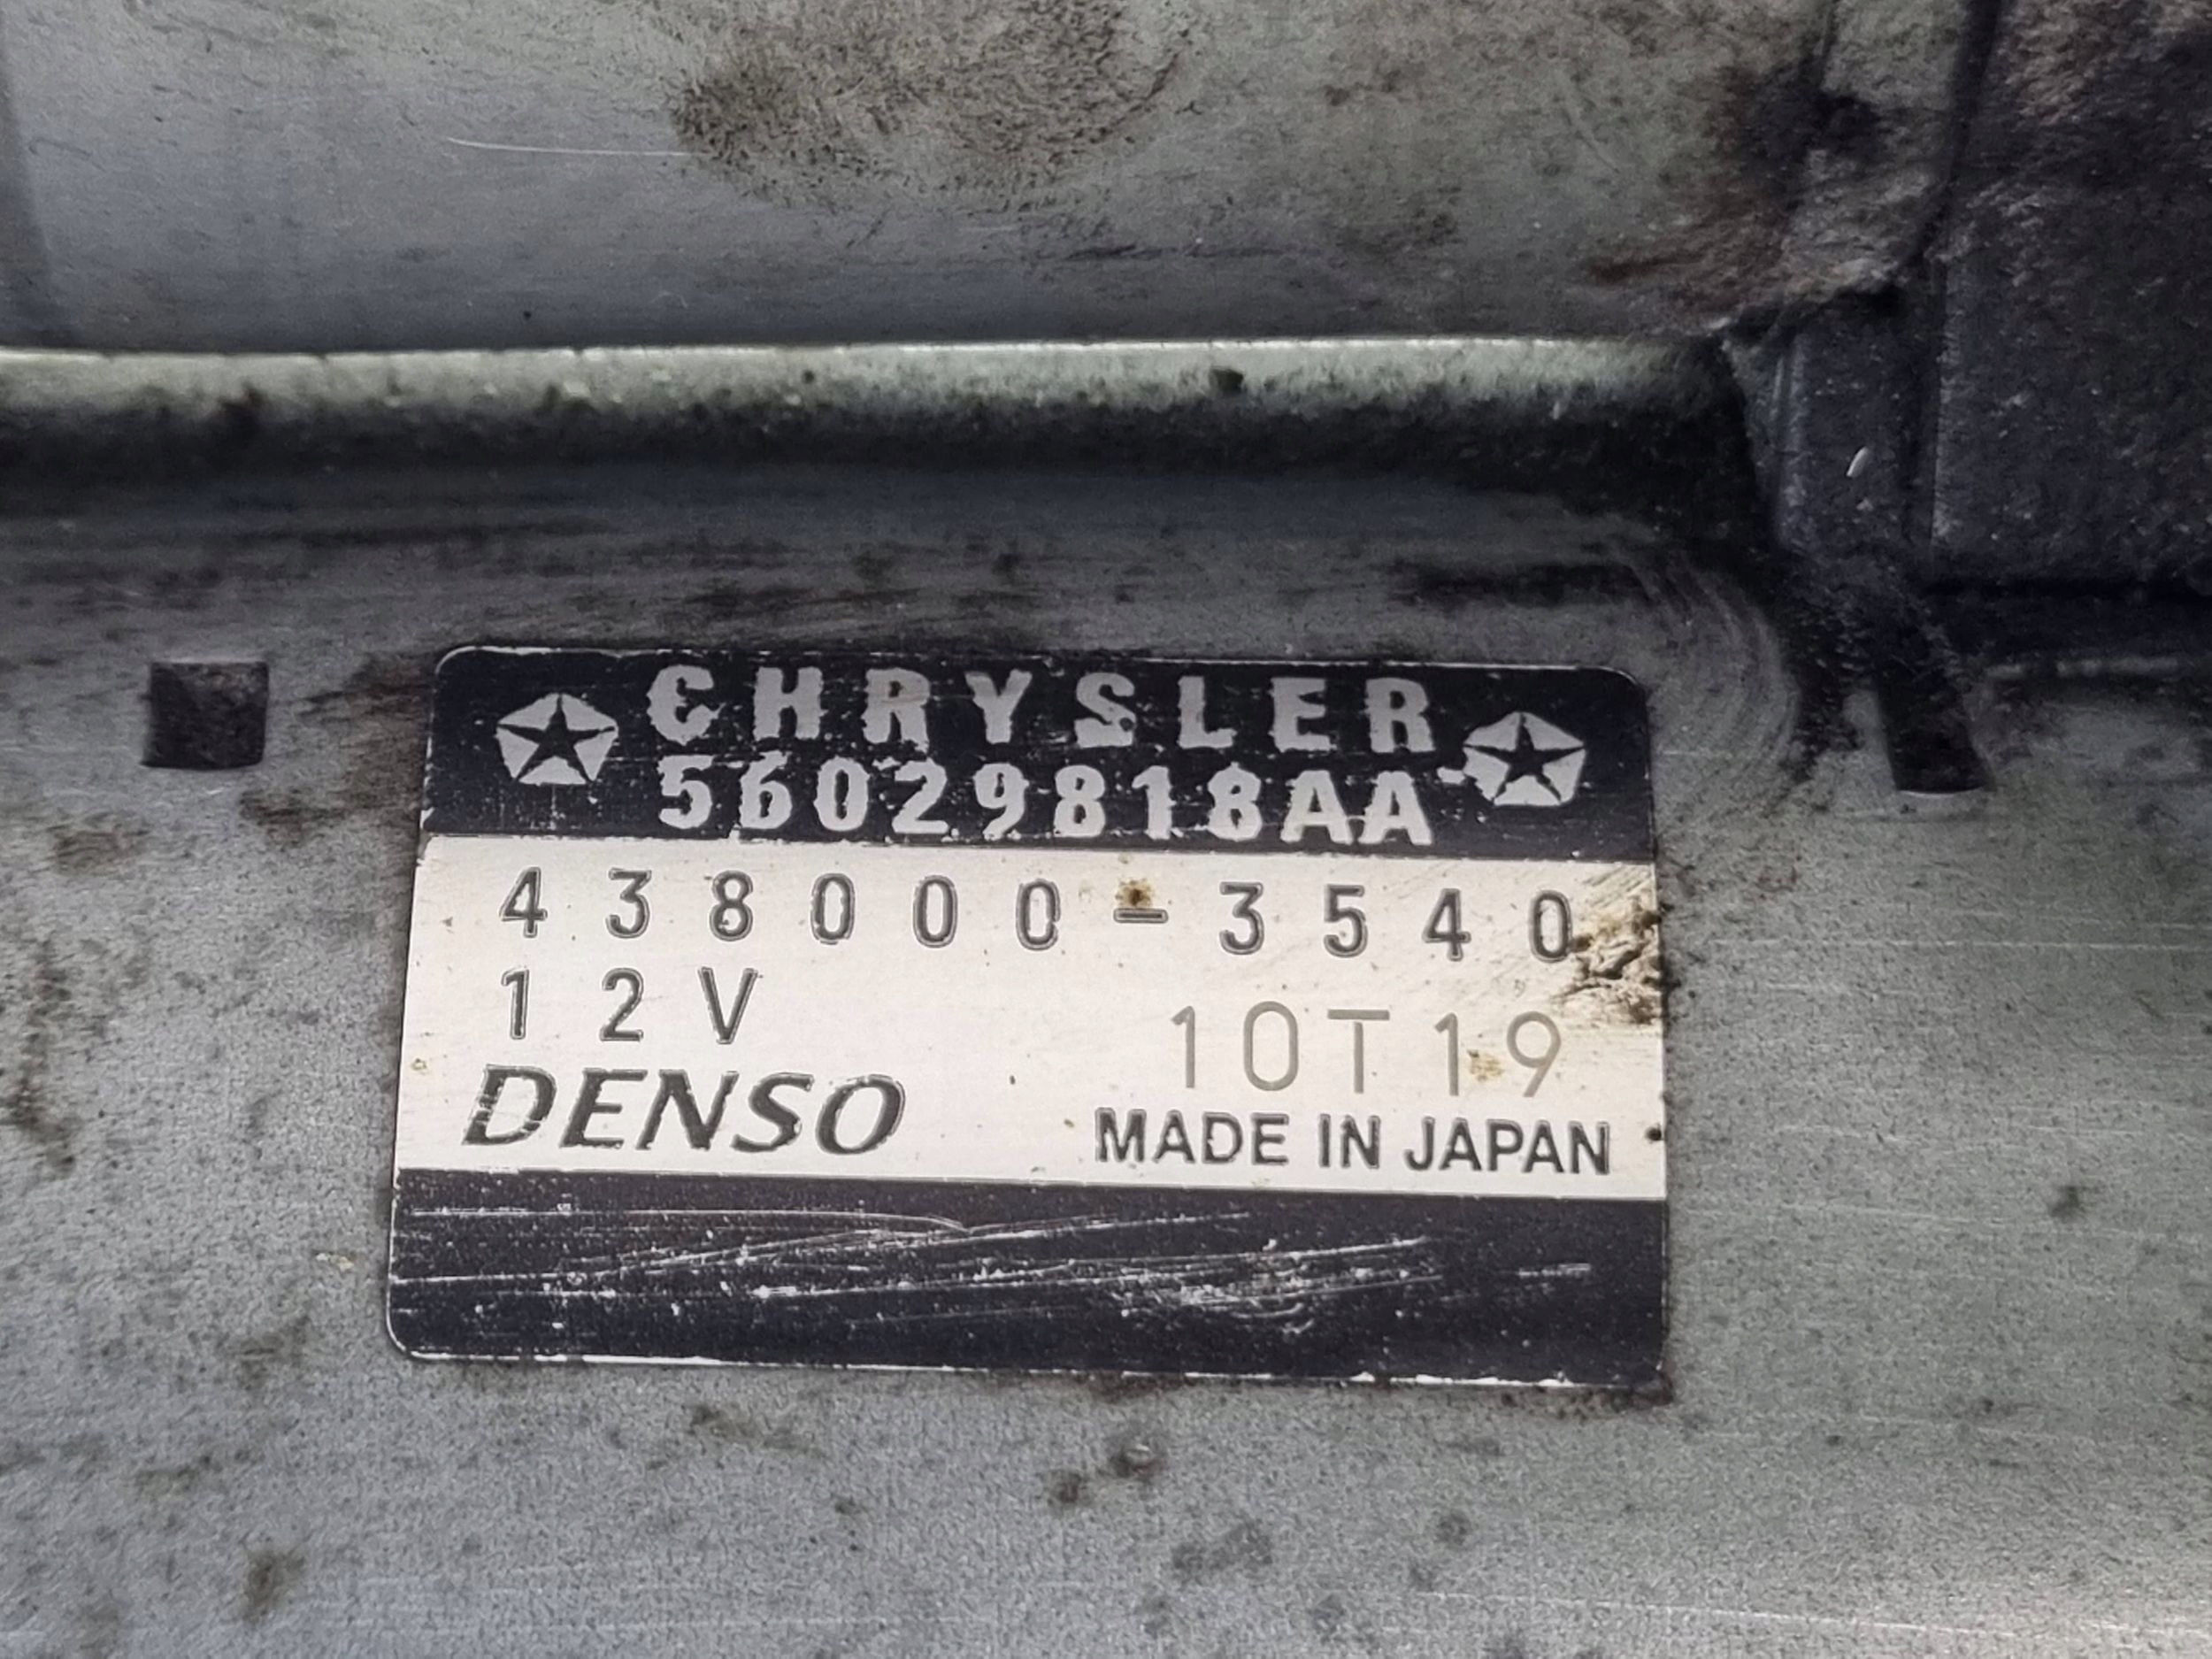 CHRYSLER
56029818AA
438000-3540
12V
10T19
DENSO
MADE IN JAPAN